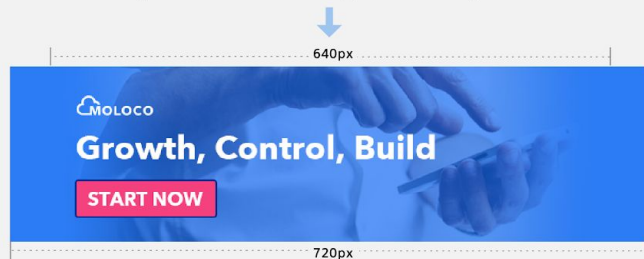 640px
MOLOCO
Growth, Control, Build
START NOW
720px